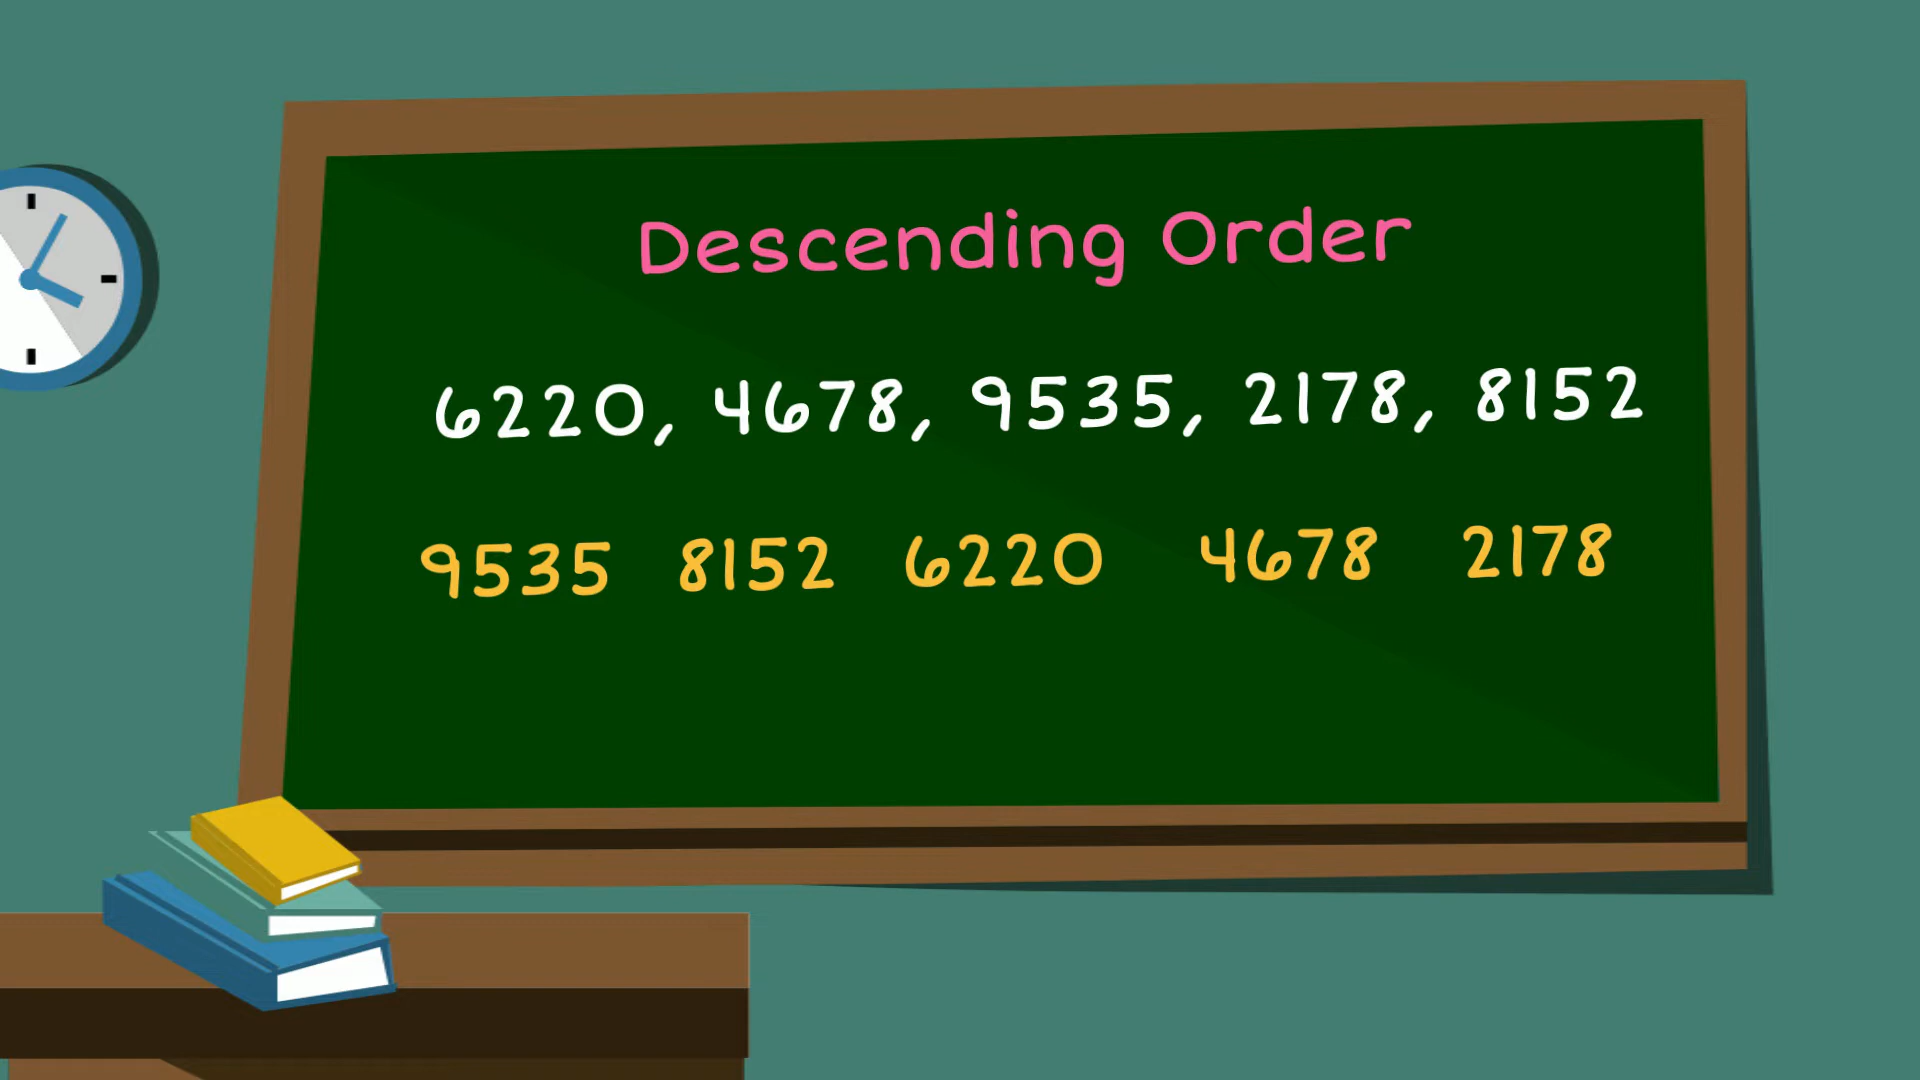 Descending Order
6220, 4678, 9535, 2178, 8152
9535 8152 6220 4678 2178